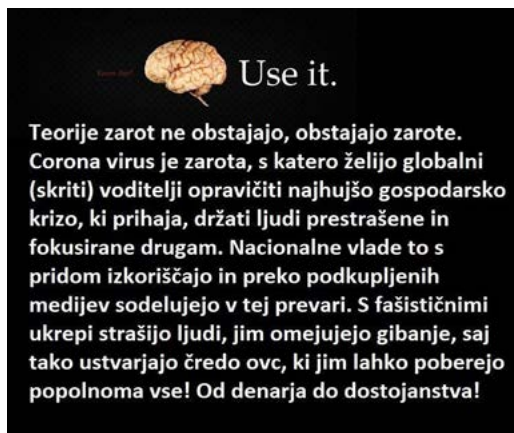 Use it.
Teorije zarot ne obstajajo, obstajajo zarote.
Corona virus je zarota, s katero želijo globalni
(skriti) voditelji opravičiti najhujšo gospodarsko
krizo, ki prihaja, držati ljudi prestrašene in
fokusirane drugam. Nacionalne vlade to s
pridom izkoriščajo in preko podkupljenih
medijev sodelujejo v tej prevari. S fašističnimi
ukrepi strašijo ljudi, jim omejujejo gibanje, saj
tako ustvarjajo čredo ovc, ki jim lahko poberejo
popolnoma vse! Od denarja do dostojanstva!